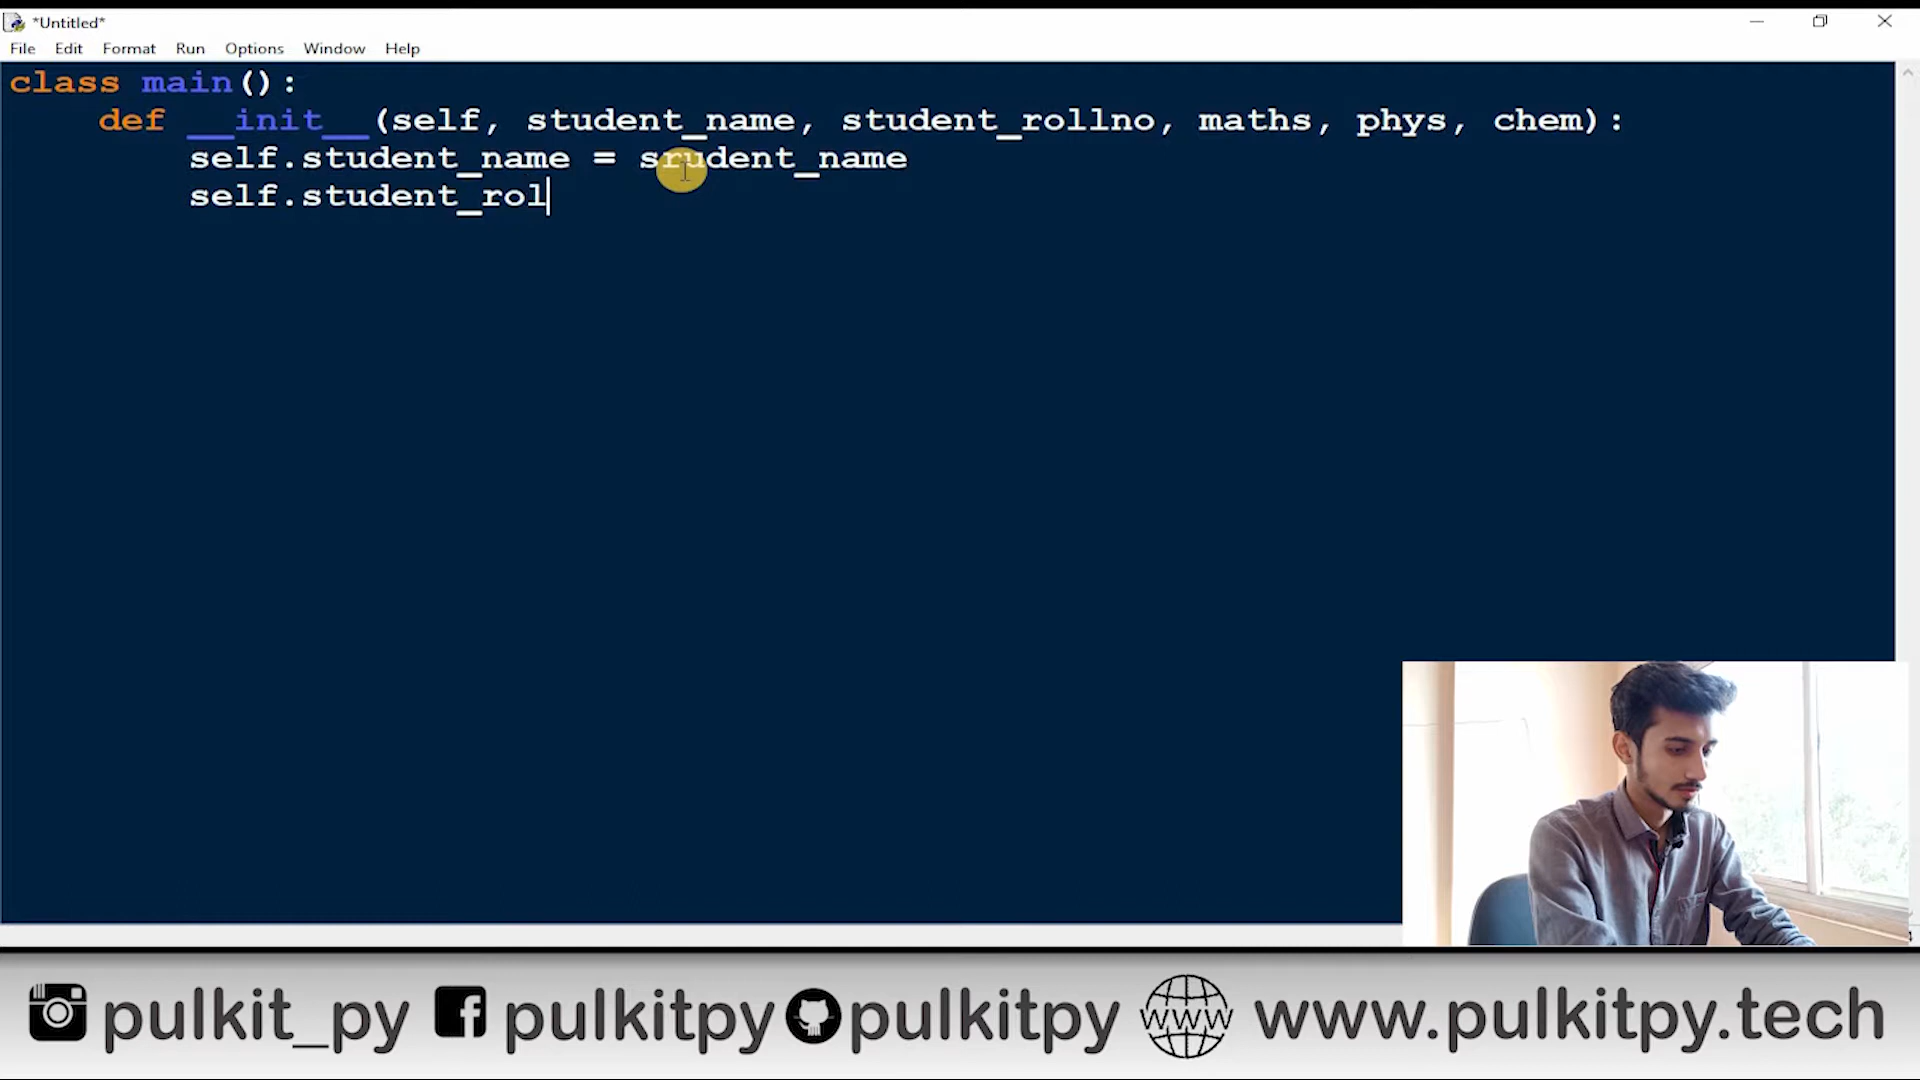 *Untitled*
File Edit Format Run Options Window Help
class main():
def __init__(self, student_name, student_rollno, maths, phys, chem):
self.student_name = srudent_name
self.student_rol
pulkit_py pulkitpy pulkitpy www www.pulkitpy.tech